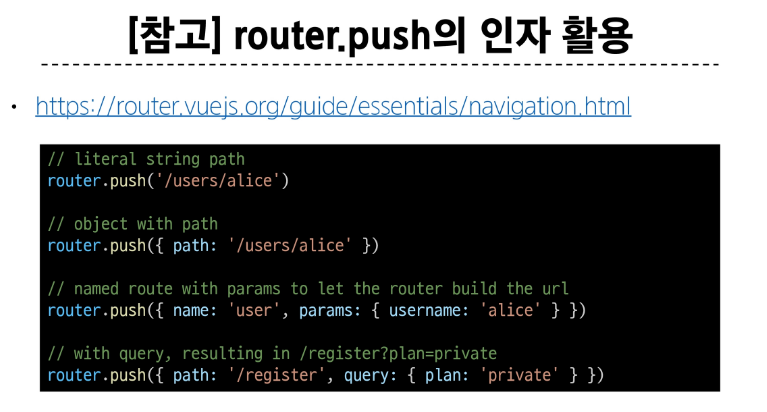 [참고] router.push의 인자 활용
• https://router.vuejs.org/guide/essentials/navigation.html
// literal string path
router.push('/users/alice')
// object with path
router.push({ path: '/users/alice' })
// named route with params to let the router build the url
router.push({ name: 'user', params: { username: 'alice' } })
// with query, resulting in /register?plan=private
router.push({ path: '/register', query: { plan: 'private' } })